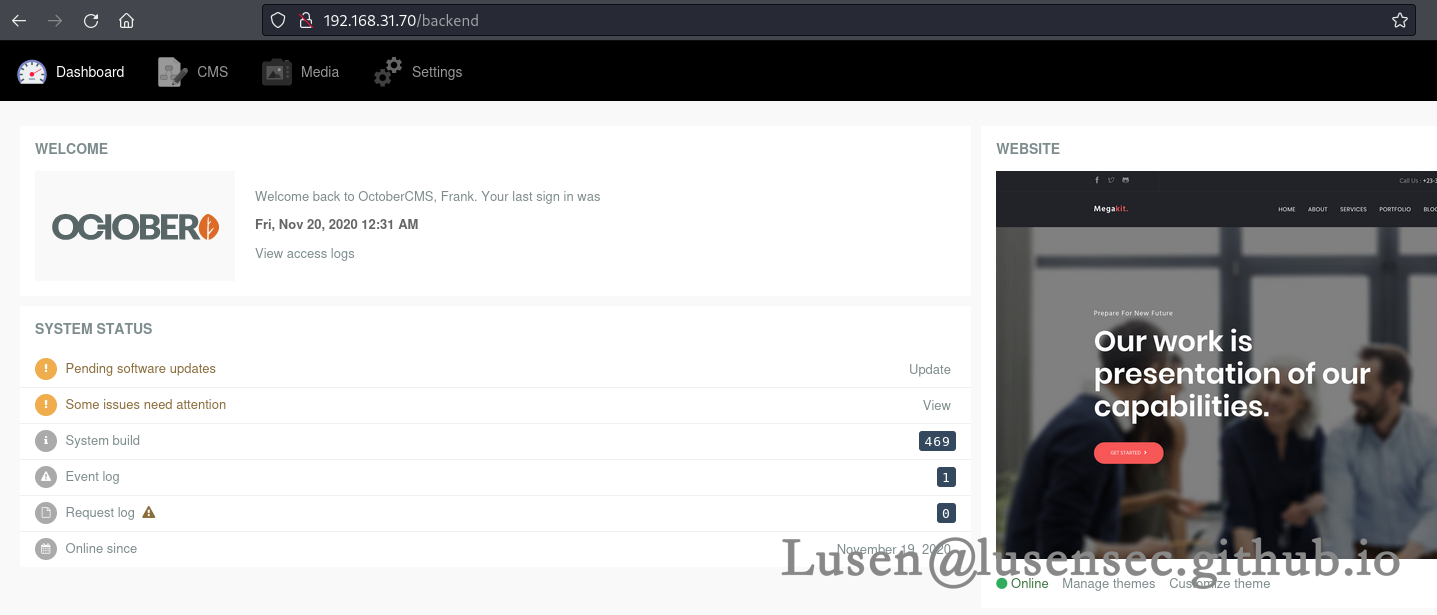 192.168.31.70/backend
Dashboard
CMS
Media
Settings
WELCOME
OCTOBER
Welcome back to OctoberCMS, Frank. Your last sign in was
Fri, Nov 20, 2020 12:31 AM
View access logs
SYSTEM STATUS
Pending software updates
Update
Some issues need attention
View
System build
469
Event log
1
Request log
0
Online since
November 19, 2020
WEBSITE
Call Us : +23-3
Megakit.
HOME ABOUT SERVICES PORTFOLIO BLO
Prepare For New Future
Our work is
presentation of our
capabilities.
GET STARTED
Lusen@lusensec.github.io
Online
Manage themes
Customize theme